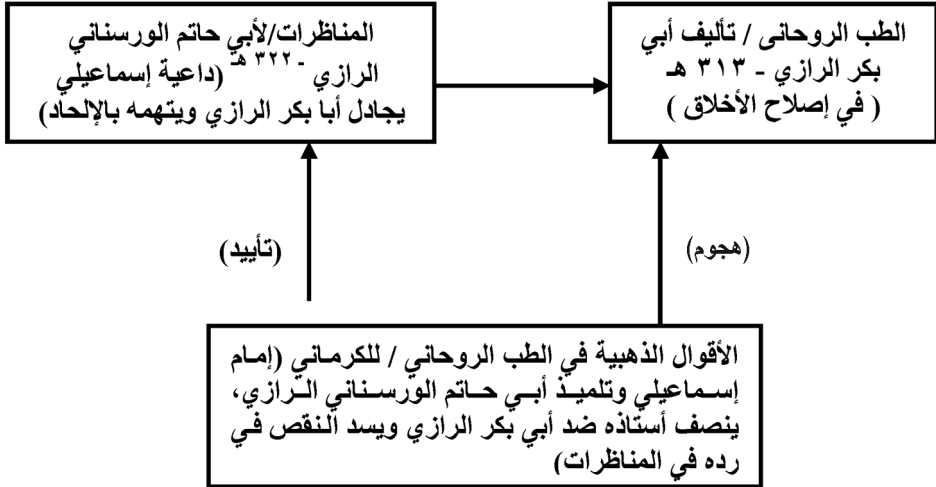 الطب الروحانى / تأليف أبي
بكر الرازي - ٣١٣ هـ
( في إصلاح الأخلاق )
المناظرات/لأبي حاتم الورسناني
الرازي - ٣٢٢ هـ (داعية إسماعيلي
يجادل أبا بكر الرازي ويتهمه بالإلحاد)
(هجوم)
(تأييد)
الأقوال الذهبية في الطب الروحاني / للكرماني (إمام
إسماعيلي وتلميذ أبي حاتم الورسناني الرازي،
ينصف أستاذه ضد أبي بكر الرازي ويسد النقص في
رده في المناظرات)